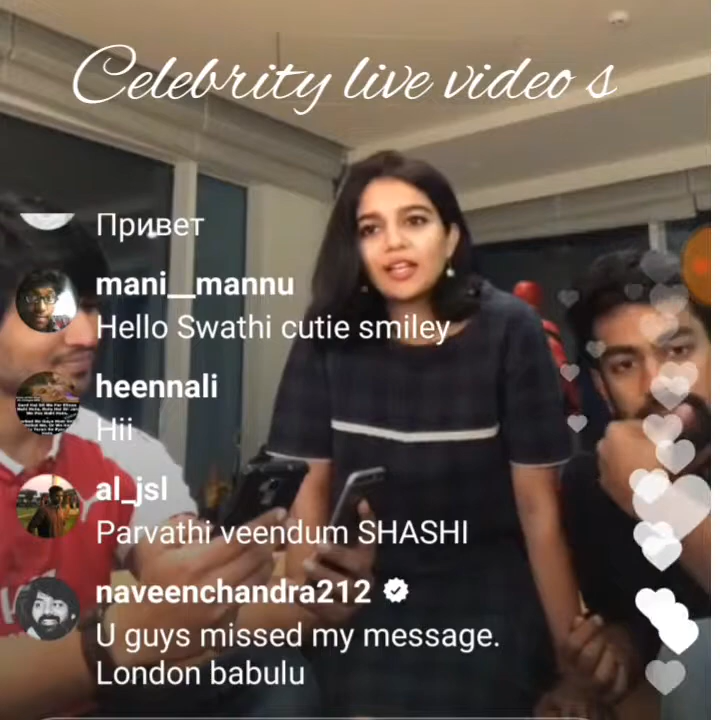 Celebrity live video s
Привет
mani__mannu
Hello Swathi cutie smiley
heennali
Hii
al_jsl
Parvathi veendum SHASHI
naveenchandra212
U guys missed my message.
London babulu